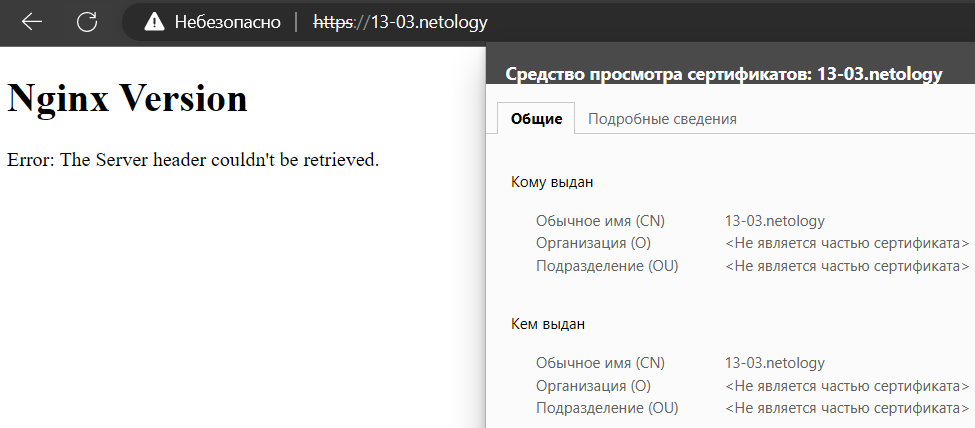 Небезопасно | https://13-03.netology
Nginx Version
Error: The Server header couldn't be retrieved.
Средство просмотра сертификатов: 13-03.netology
Общие Подробные сведения
Кому выдан
Обычное имя (CN) 13-03.netology
Организация (O) <Не является частью сертификата>
Подразделение (OU) <Не является частью сертификата>
Кем выдан
Обычное имя (CN) 13-03.netology
Организация (O) <Не является частью сертификата>
Подразделение (OU) <Не является частью сертификата>